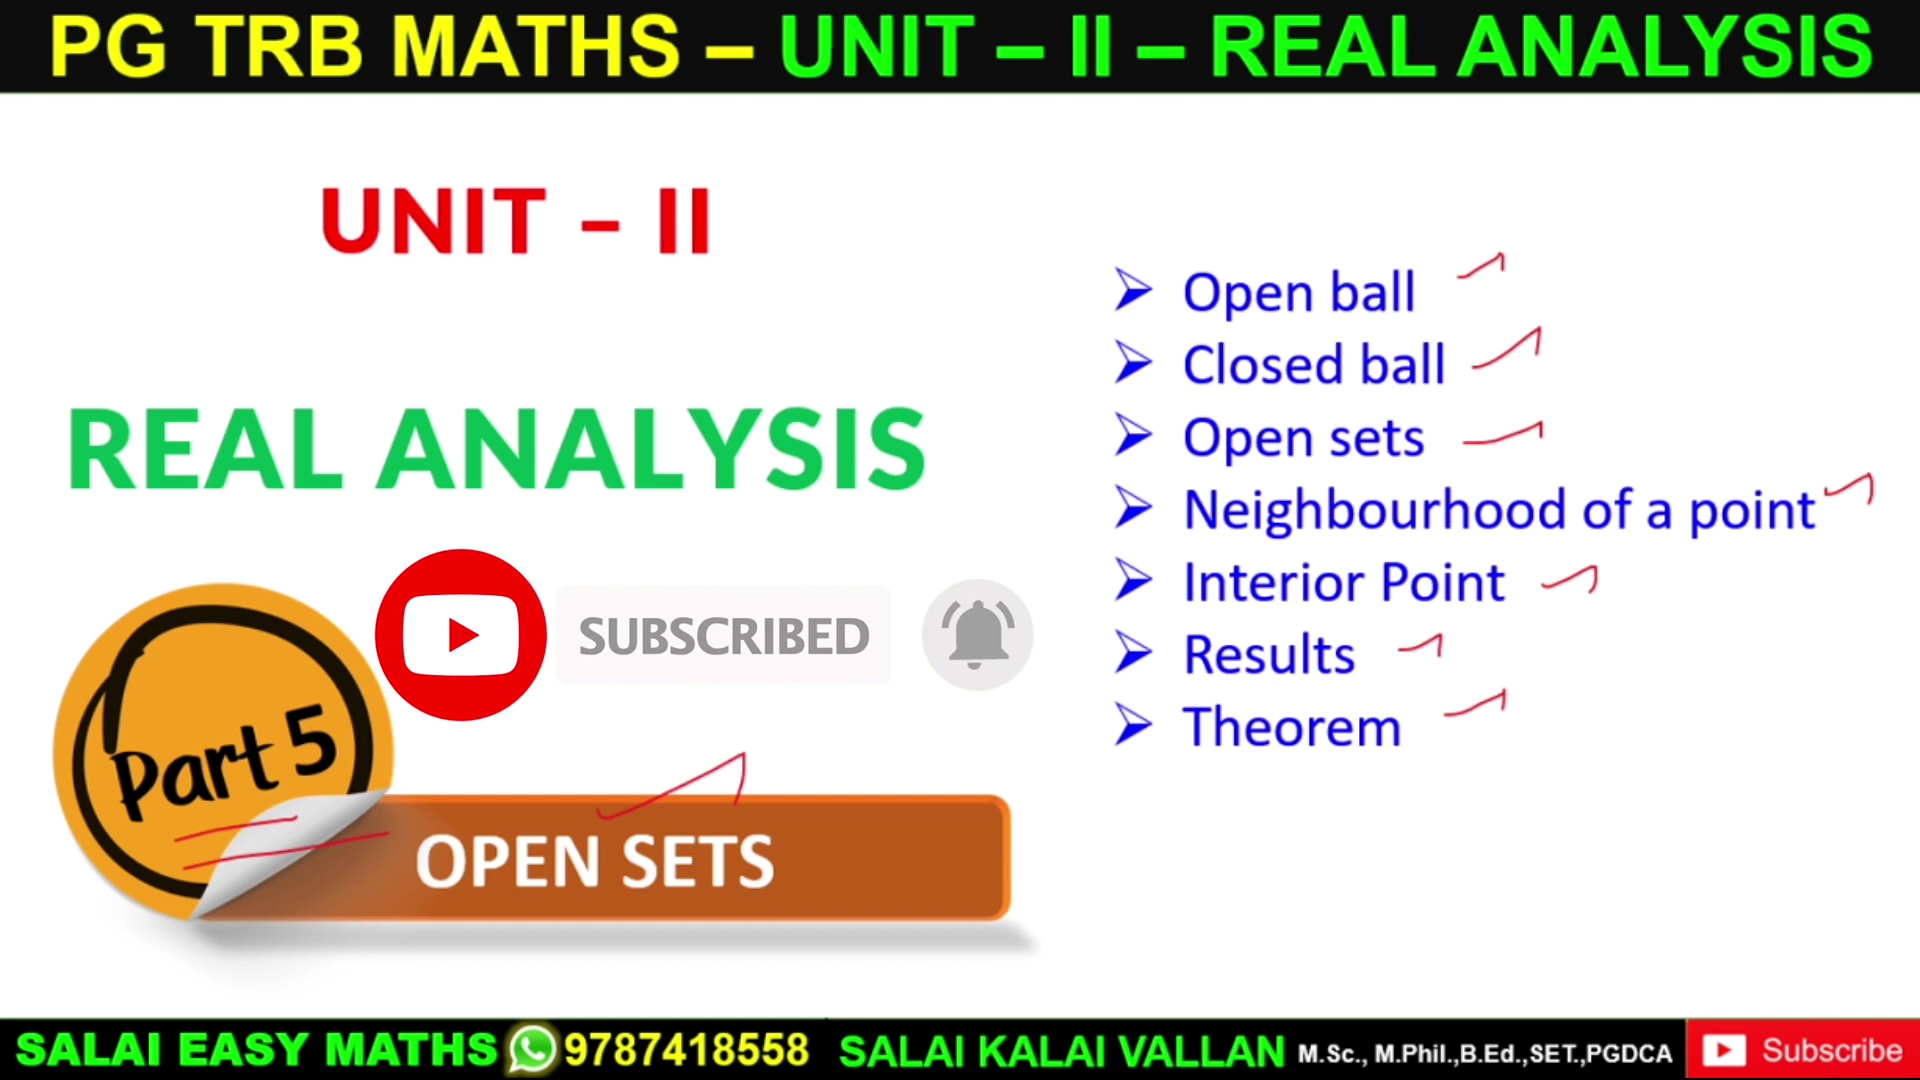 PG TRB MATHS – UNIT – II – REAL ANALYSIS
UNIT – II
REAL ANALYSIS
SUBSCRIBED
Part 5
OPEN SETS
Open ball
Closed ball
Open sets
Neighbourhood of a point
Interior Point
Results
Theorem
SALAI EASY MATHS 9787418558 SALAI KALAI VALLAN M.Sc., M.Phil.,B.Ed.,SET.,PGDCA Subscribe